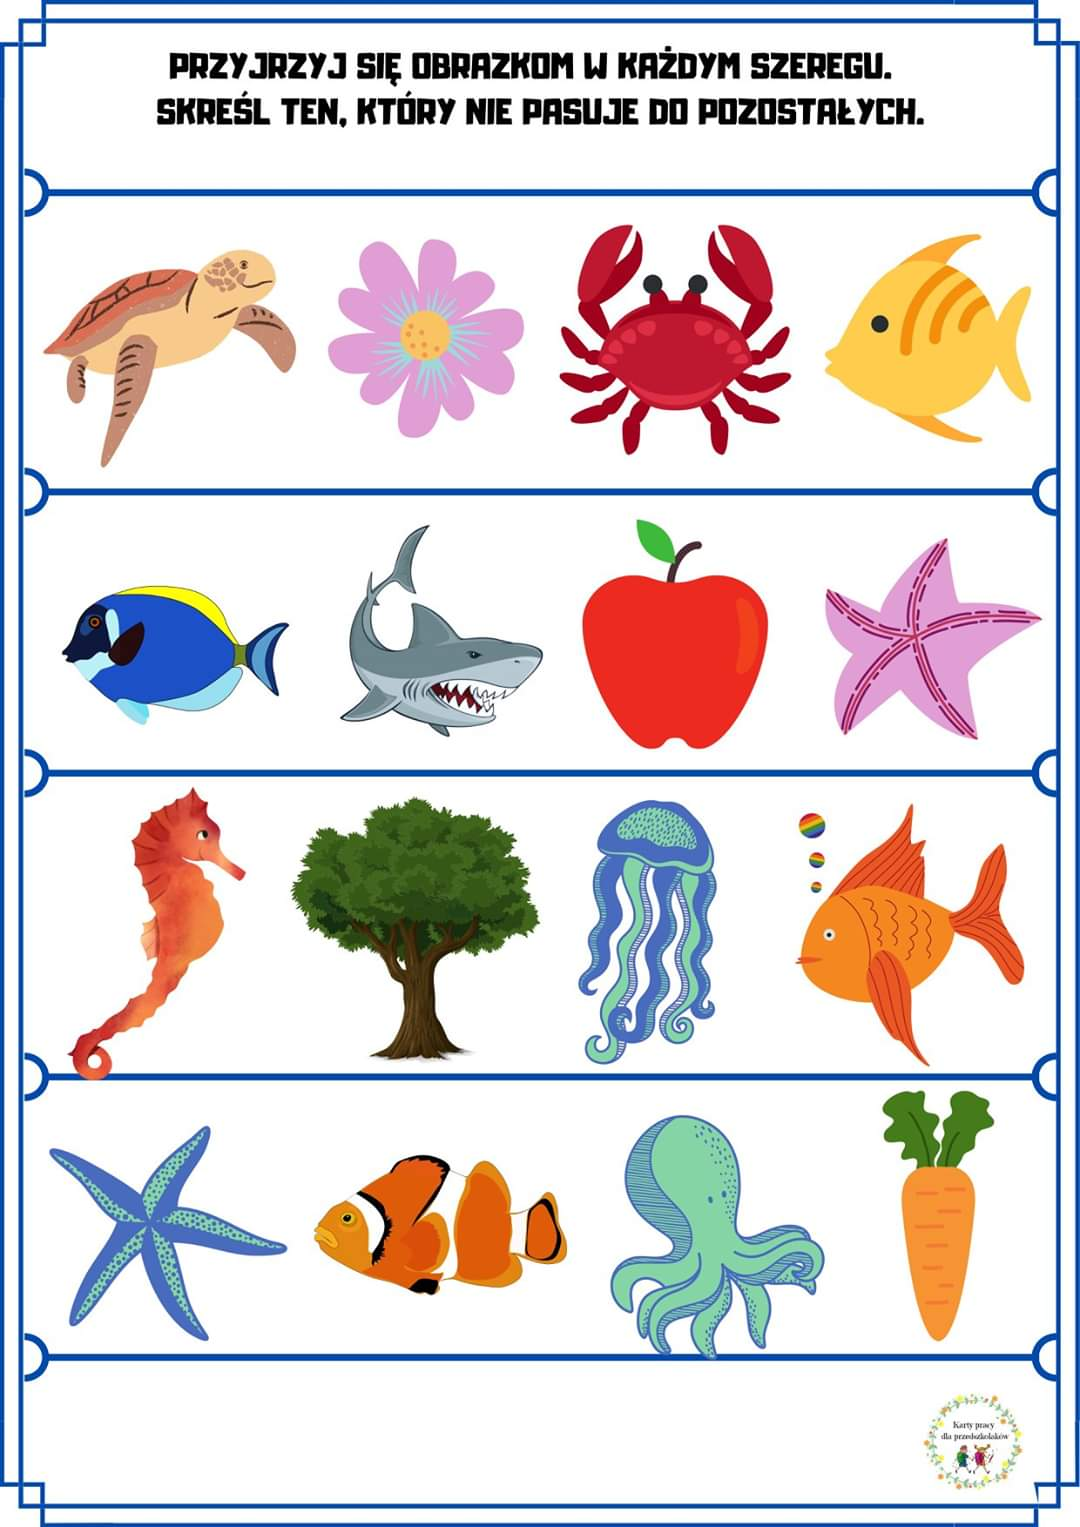 PRZYJRZYJ SIĘ OBRAZKOM W KAŻDYM SZEREGU.
SKREŚL TEN, KTÓRY NIE PASUJE DO POZOSTAŁYCH.
Karty pracy
dla przedszkolaków